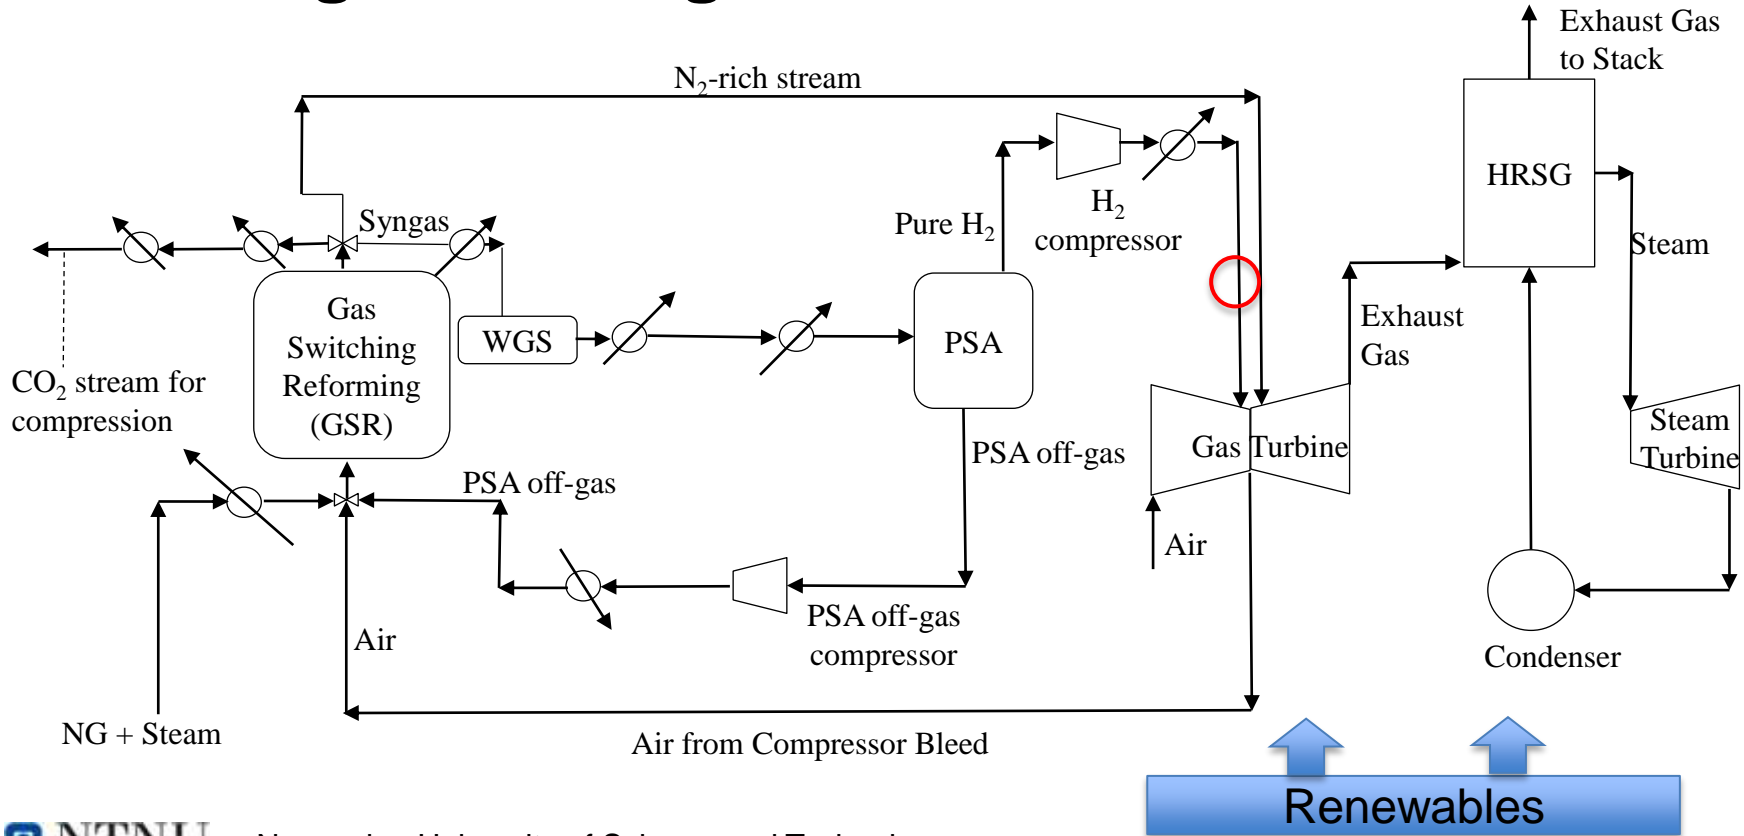 Exhaust Gas
to Stack
N2-rich stream
HRSG
H2
compressor
Pure H2
Syngas
Steam
Gas
Switching
Reforming
(GSR)
WGS
PSA
Exhaust
Gas
CO2 stream for
compression
Gas Turbine
Steam
Turbine
PSA off-gas
PSA off-gas
Air
PSA off-gas
compressor
Air
Condenser
NG + Steam
Air from Compressor Bleed
Renewables